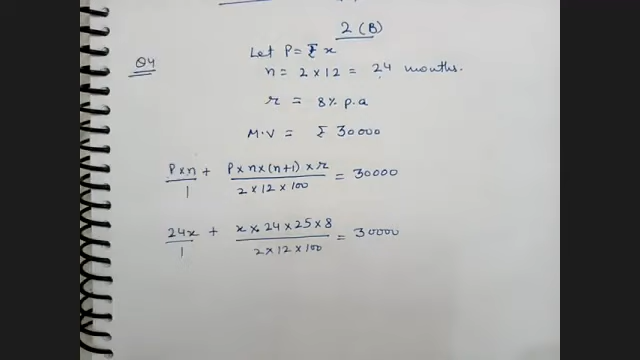 2 (B)
Q4
Let P = ₹ x
n = 2 × 12 = 24 months.
r = 8% p.a
M.V = ₹ 30000
P×n/1 + P×n×(n+1)×r/2×12×100 = 30000
24x/1 + x×24×25×8/2×12×100 = 30000